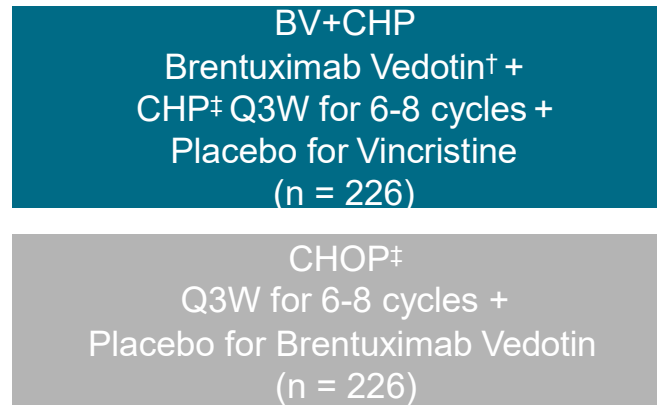 BV+CHP
Brentuximab Vedotin† +
CHP‡ Q3W for 6-8 cycles +
Placebo for Vincristine
(n = 226)
CHOP‡
Q3W for 6-8 cycles +
Placebo for Brentuximab Vedotin
(n = 226)